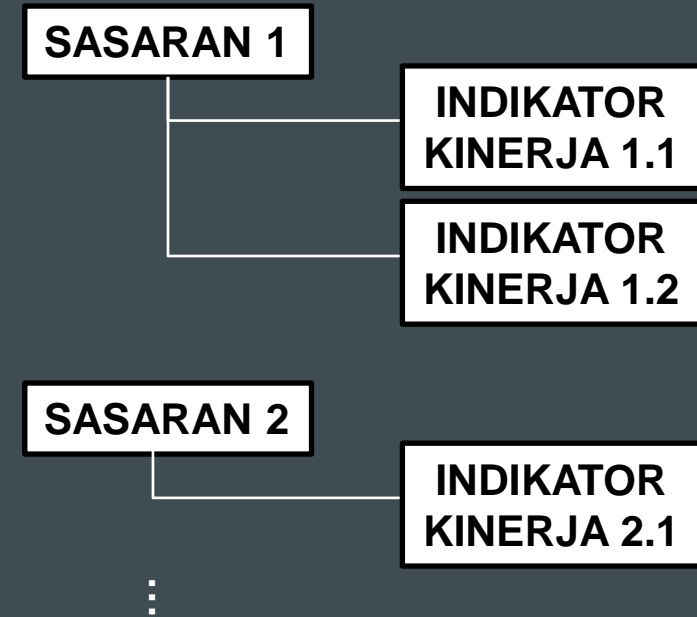 SASARAN 1
INDIKATOR
KINERJA 1.1
INDIKATOR
KINERJA 1.2
SASARAN 2
INDIKATOR
KINERJA 2.1
⋮